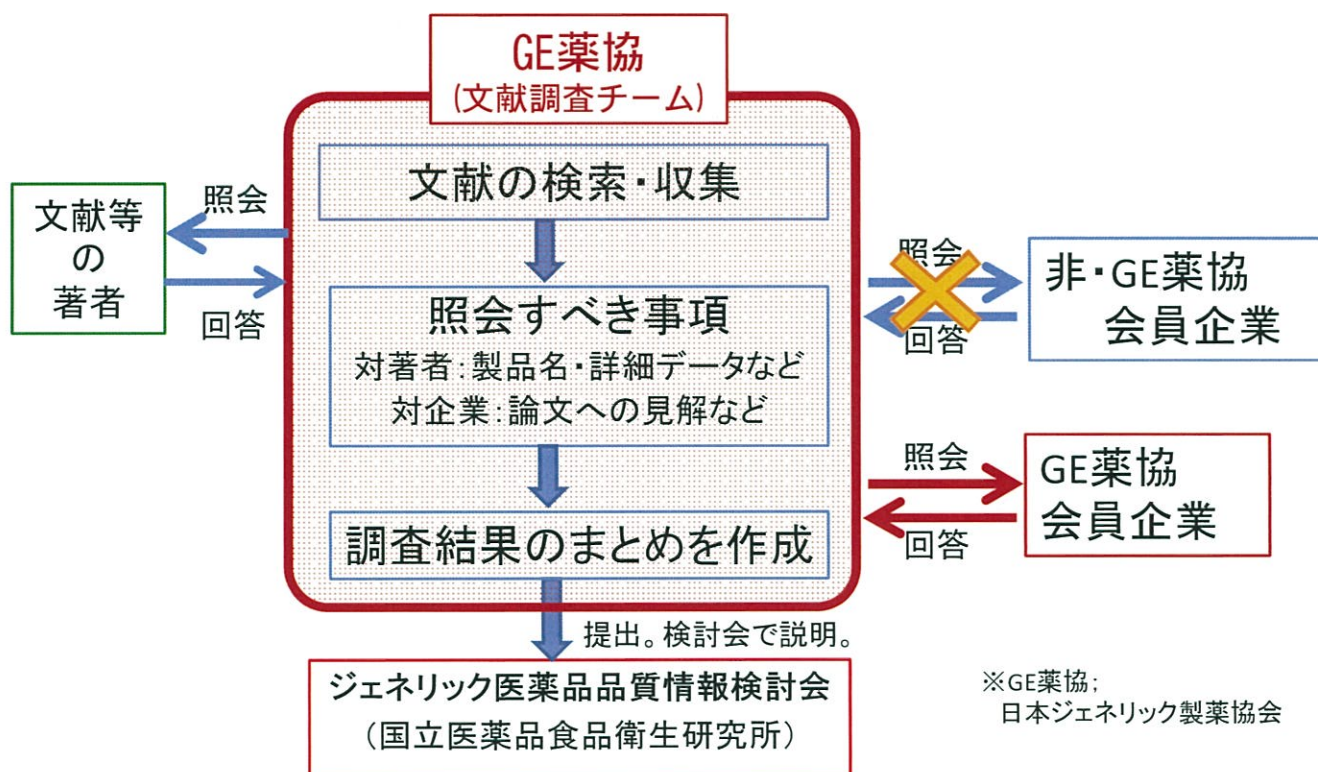 GE薬協
(文献調査チーム)
文献の検索・収集
照会
文献等
の
著者
回答
照会すべき事項
対著者:製品名・詳細データなど
対企業:論文への見解など
照会
回答
非・GE薬協
会員企業
照会
回答
GE薬協
会員企業
調査結果のまとめを作成
提出。検討会で説明。
ジェネリック医薬品品質情報検討会
(国立医薬品食品衛生研究所)
※GE薬協;
日本ジェネリック製薬協会